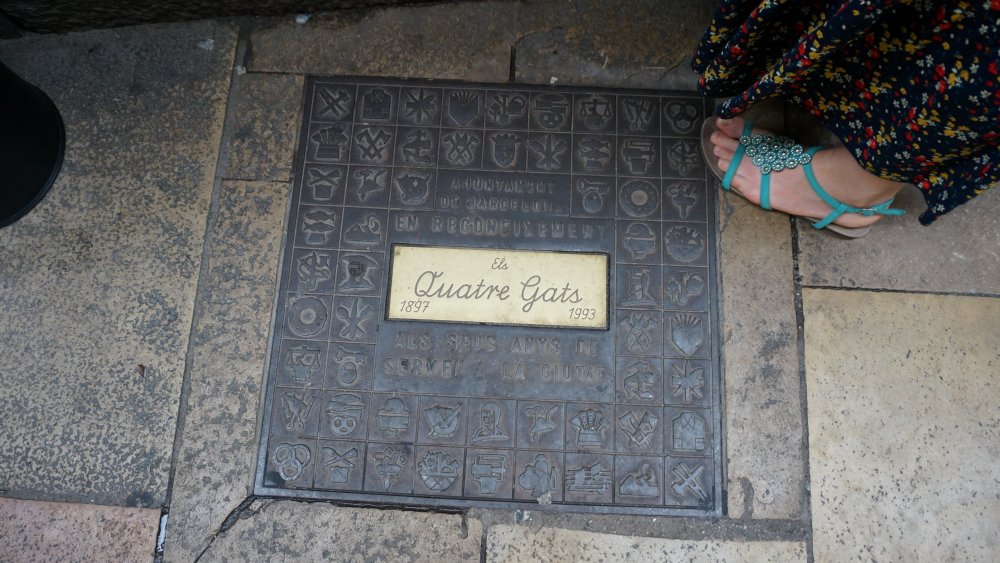 AJUNTAMENT
DE BARCELONA
EN RECONEIXEMENT
Els
Quatre Gats
1897 1993
ALS SEUS ANYS DE
SERVEI A LA CIUTAT